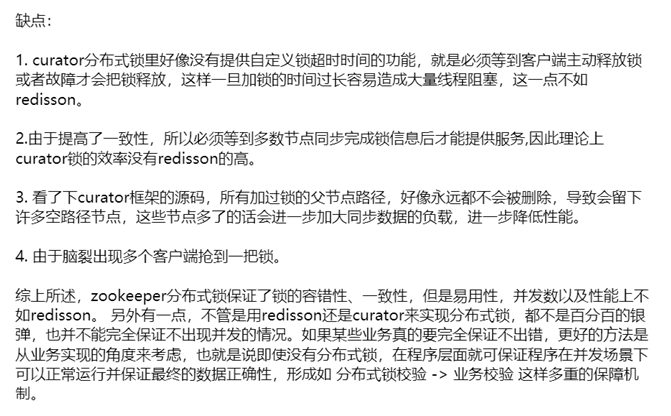 缺点：
1. curator分布式锁里好像没有提供自定义锁超时时间的功能，就是必须等到客户端主动释放锁
或者故障才会把锁释放，这样一旦加锁的时间过长容易造成大量线程阻塞，这一点不如
redisson。
2.由于提高了一致性，所以必须等到多数节点同步完成锁信息后才能提供服务,因此理论上
curator锁的效率没有redisson的高。
3. 看了下curator框架的源码，所有加过锁的父节点路径，好像永远都不会被删除，导致会留下
许多空路径节点，这些节点多了的话会进一步加大同步数据的负载，进一步降低性能。
4. 由于脑裂出现多个客户端抢到一把锁。
综上所述，zookeeper分布式锁保证了锁的容错性、一致性，但是易用性，并发数以及性能上不
如redisson。 另外有一点，不管是用redisson还是curator来实现分布式锁，都不是百分百的银
弹，也并不能完全保证不出现并发的情况。如果某些业务真的要完全保证不出错，更好的方法是
从业务实现的角度来考虑，也就是说即使没有分布式锁，在程序层面就可保证程序在并发场景下
可以正常运行并保证最终的数据正确性，形成如 分布式锁校验 -> 业务校验 这样多重的保障机
制。